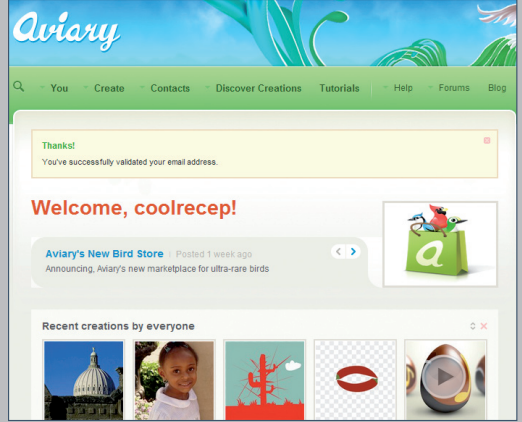 Aviary
You Create Contacts Discover Creations Tutorials Help Forums Blog
Thanks!
You've successfully validated your email address.
Welcome, coolrecep!
Aviary's New Bird Store | Posted 1 week ago
Announcing, Aviary's new marketplace for ultra-rare birds
a
Recent creations by everyone